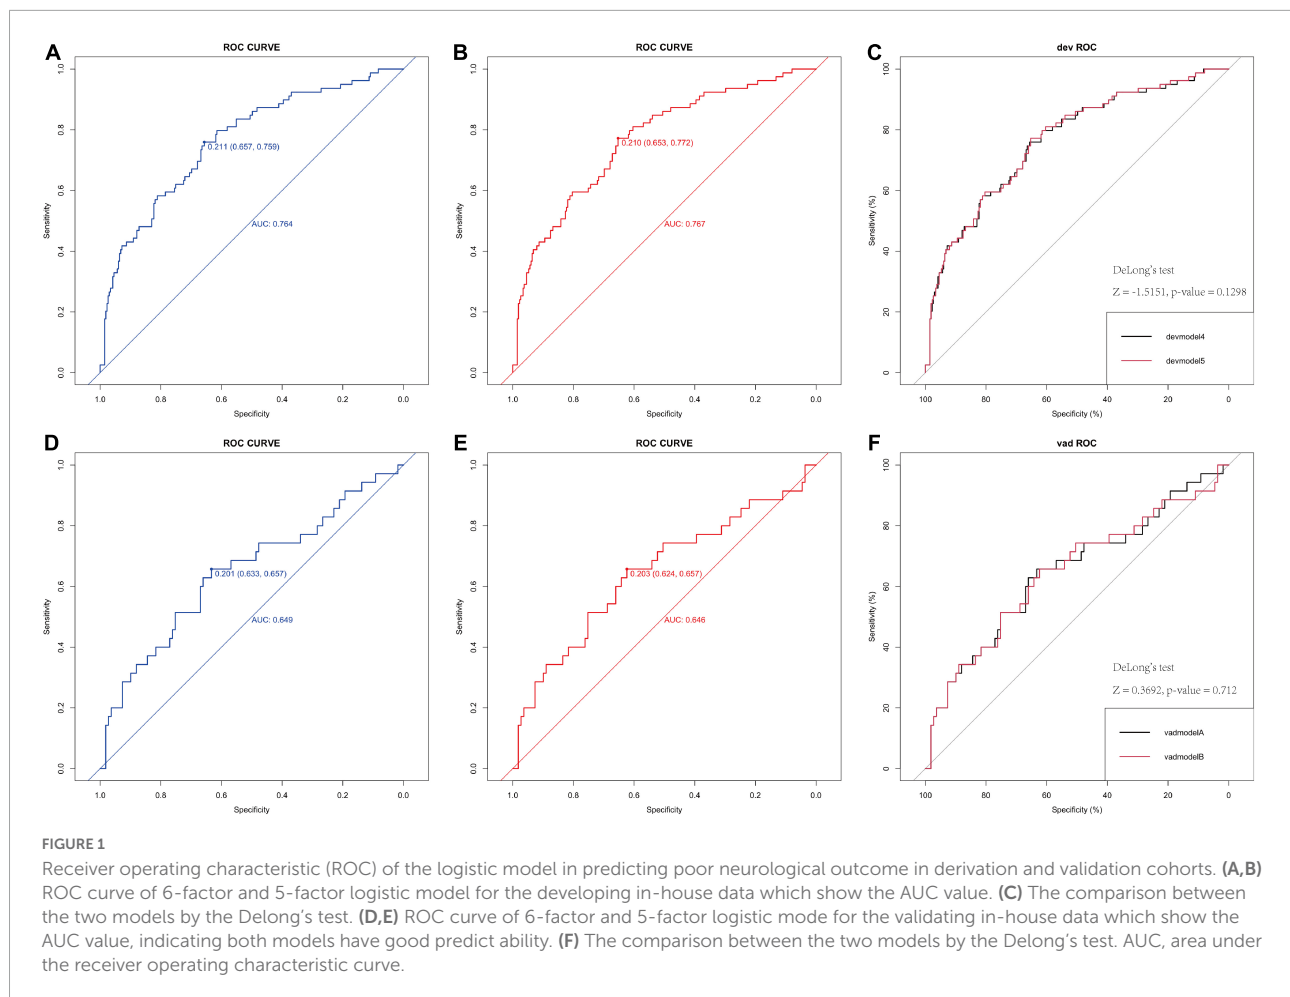 A
ROC CURVE
Sensitivity
1.0
0.8
0.6
0.4
0.2
0.0
0.211 (0.657, 0.759)
AUC: 0.764
1.0 0.8 0.6 0.4 0.2 0.0
Specificity
B
ROC CURVE
Sensitivity
1.0
0.8
0.6
0.4
0.2
0.0
0.210 (0.653, 0.772)
AUC: 0.767
1.0 0.8 0.6 0.4 0.2 0.0
Specificity
C
dev ROC
Sensitivity (%)
100
80
60
40
20
0
DeLong's test
Z = -1.5151, p-value = 0.1298
devmodel4
devmodel5
100 80 60 40 20 0
Specificity (%)
D
ROC CURVE
Sensitivity
1.0
0.8
0.6
0.4
0.2
0.0
0.201 (0.633, 0.657)
AUC: 0.649
1.0 0.8 0.6 0.4 0.2 0.0
Specificity
E
ROC CURVE
Sensitivity
1.0
0.8
0.6
0.4
0.2
0.0
0.203 (0.624, 0.657)
AUC: 0.646
1.0 0.8 0.6 0.4 0.2 0.0
Specificity
F
vad ROC
Sensitivity (%)
100
80
60
40
20
0
DeLong's test
Z = 0.3692, p-value = 0.712
vadmodelA
vadmodelB
100 80 60 40 20 0
Specificity (%)
FIGURE 1
Receiver operating characteristic (ROC) of the logistic model in predicting poor neurological outcome in derivation and validation cohorts. (A,B)
ROC curve of 6-factor and 5-factor logistic model for the developing in-house data which show the AUC value. (C) The comparison between
the two models by the Delong's test. (D,E) ROC curve of 6-factor and 5-factor logistic mode for the validating in-house data which show the
AUC value, indicating both models have good predict ability. (F) The comparison between the two models by the Delong's test. AUC, area under
the receiver operating characteristic curve.